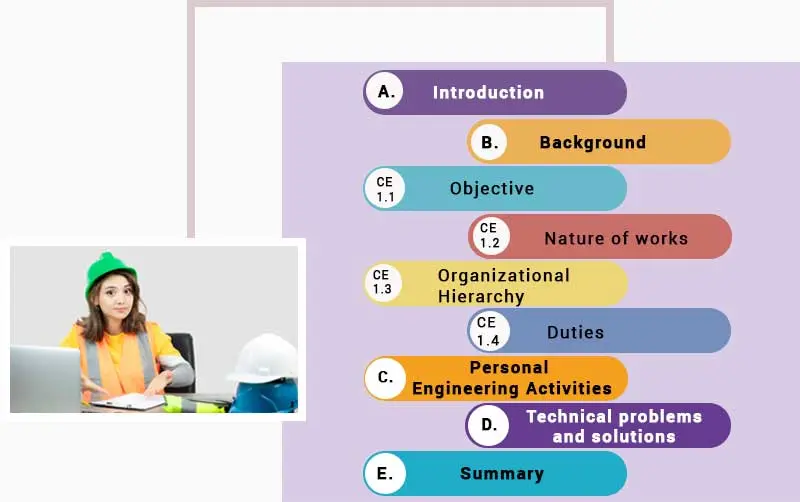 A. Introduction
B. Background
CE 1.1 Objective
CE 1.2 Nature of works
CE 1.3 Organizational Hierarchy
CE 1.4 Duties
C. Personal Engineering Activities
D. Technical problems and solutions
E. Summary